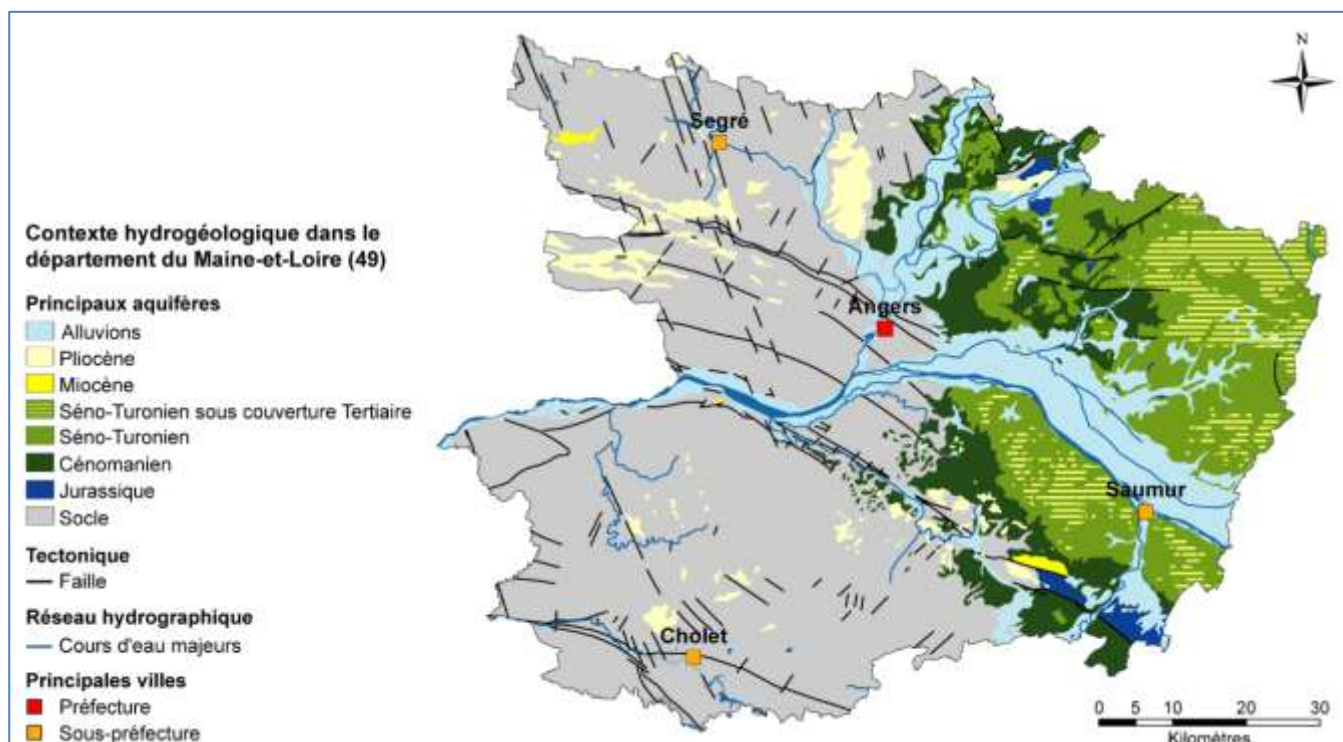 N
Segré
Angers
Saumur
Cholet
Contexte hydrogéologique dans le
département du Maine-et-Loire (49)
Principaux aquifères
Alluvions
Pliocène
Miocène
Séno-Turonien sous couverture Tertiaire
Séno-Turonien
Cénomanien
Jurassique
Socle
Tectonique
Faille
Réseau hydrographique
Cours d'eau majeurs
Principales villes
Préfecture
Sous-préfecture
0 5 10 20 30
Kilomètres